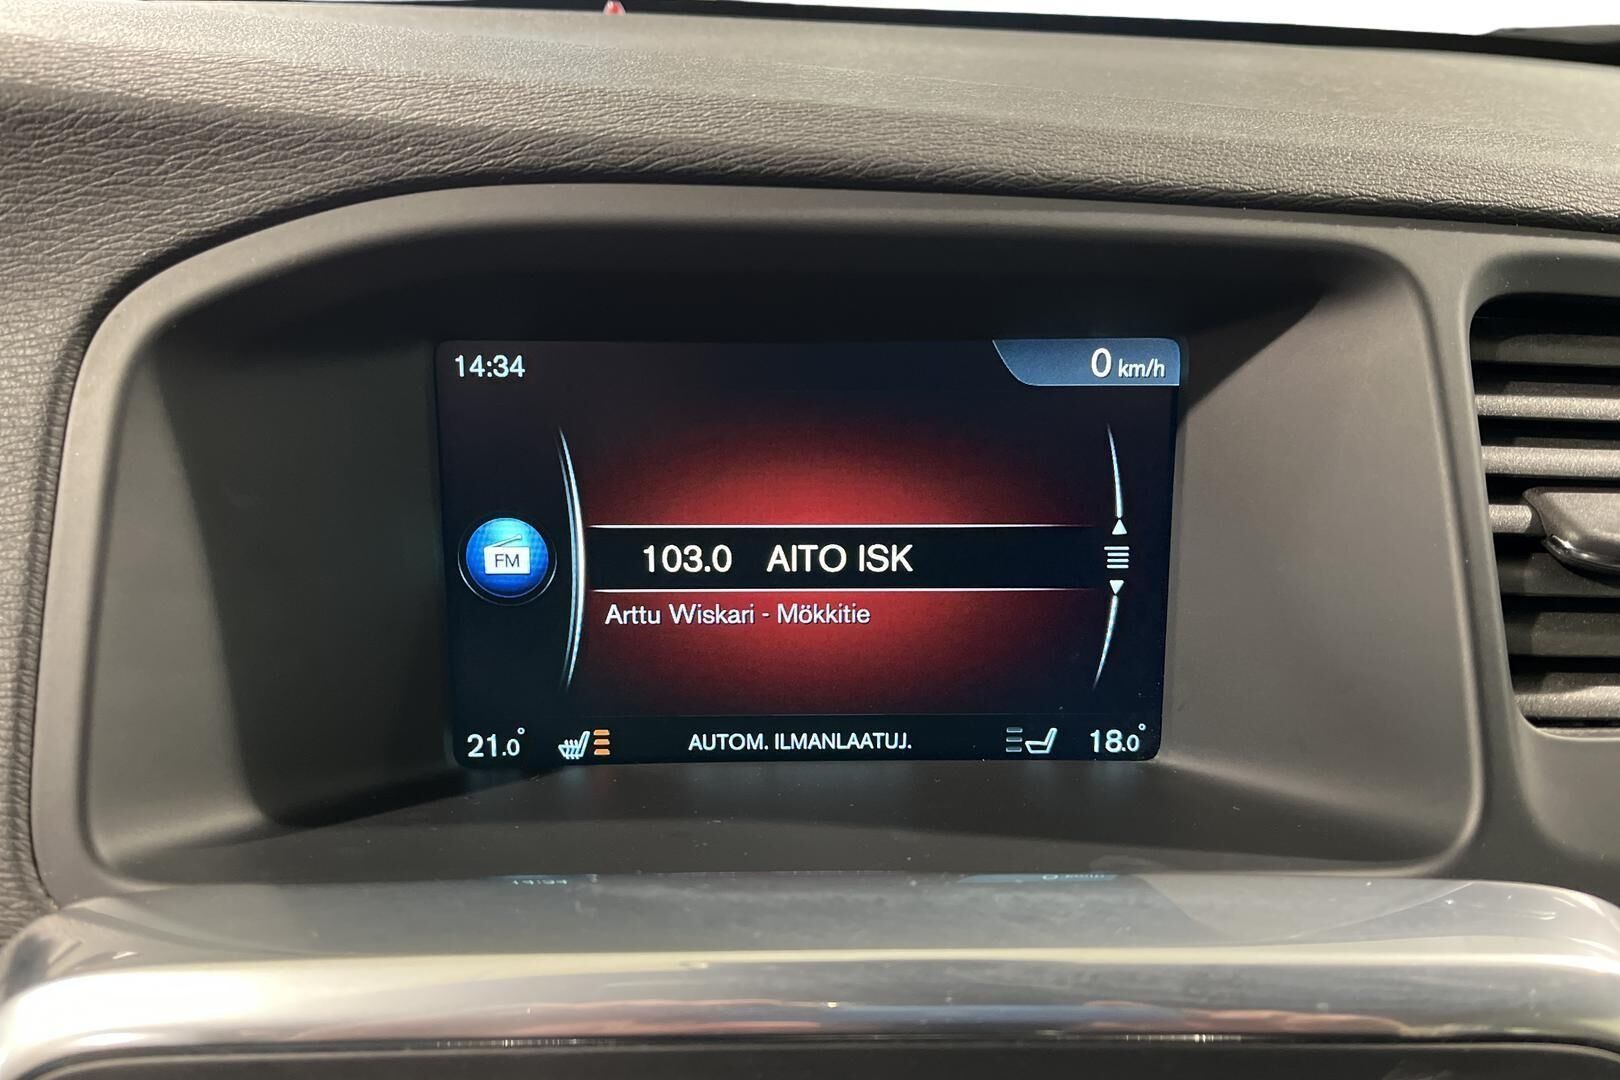 14:34
0 km/h
FM
103.0 AITO ISK
Arttu Wiskari - Mökkitie
21.0° AUTOM. ILMANLAATUJ. 18.0°